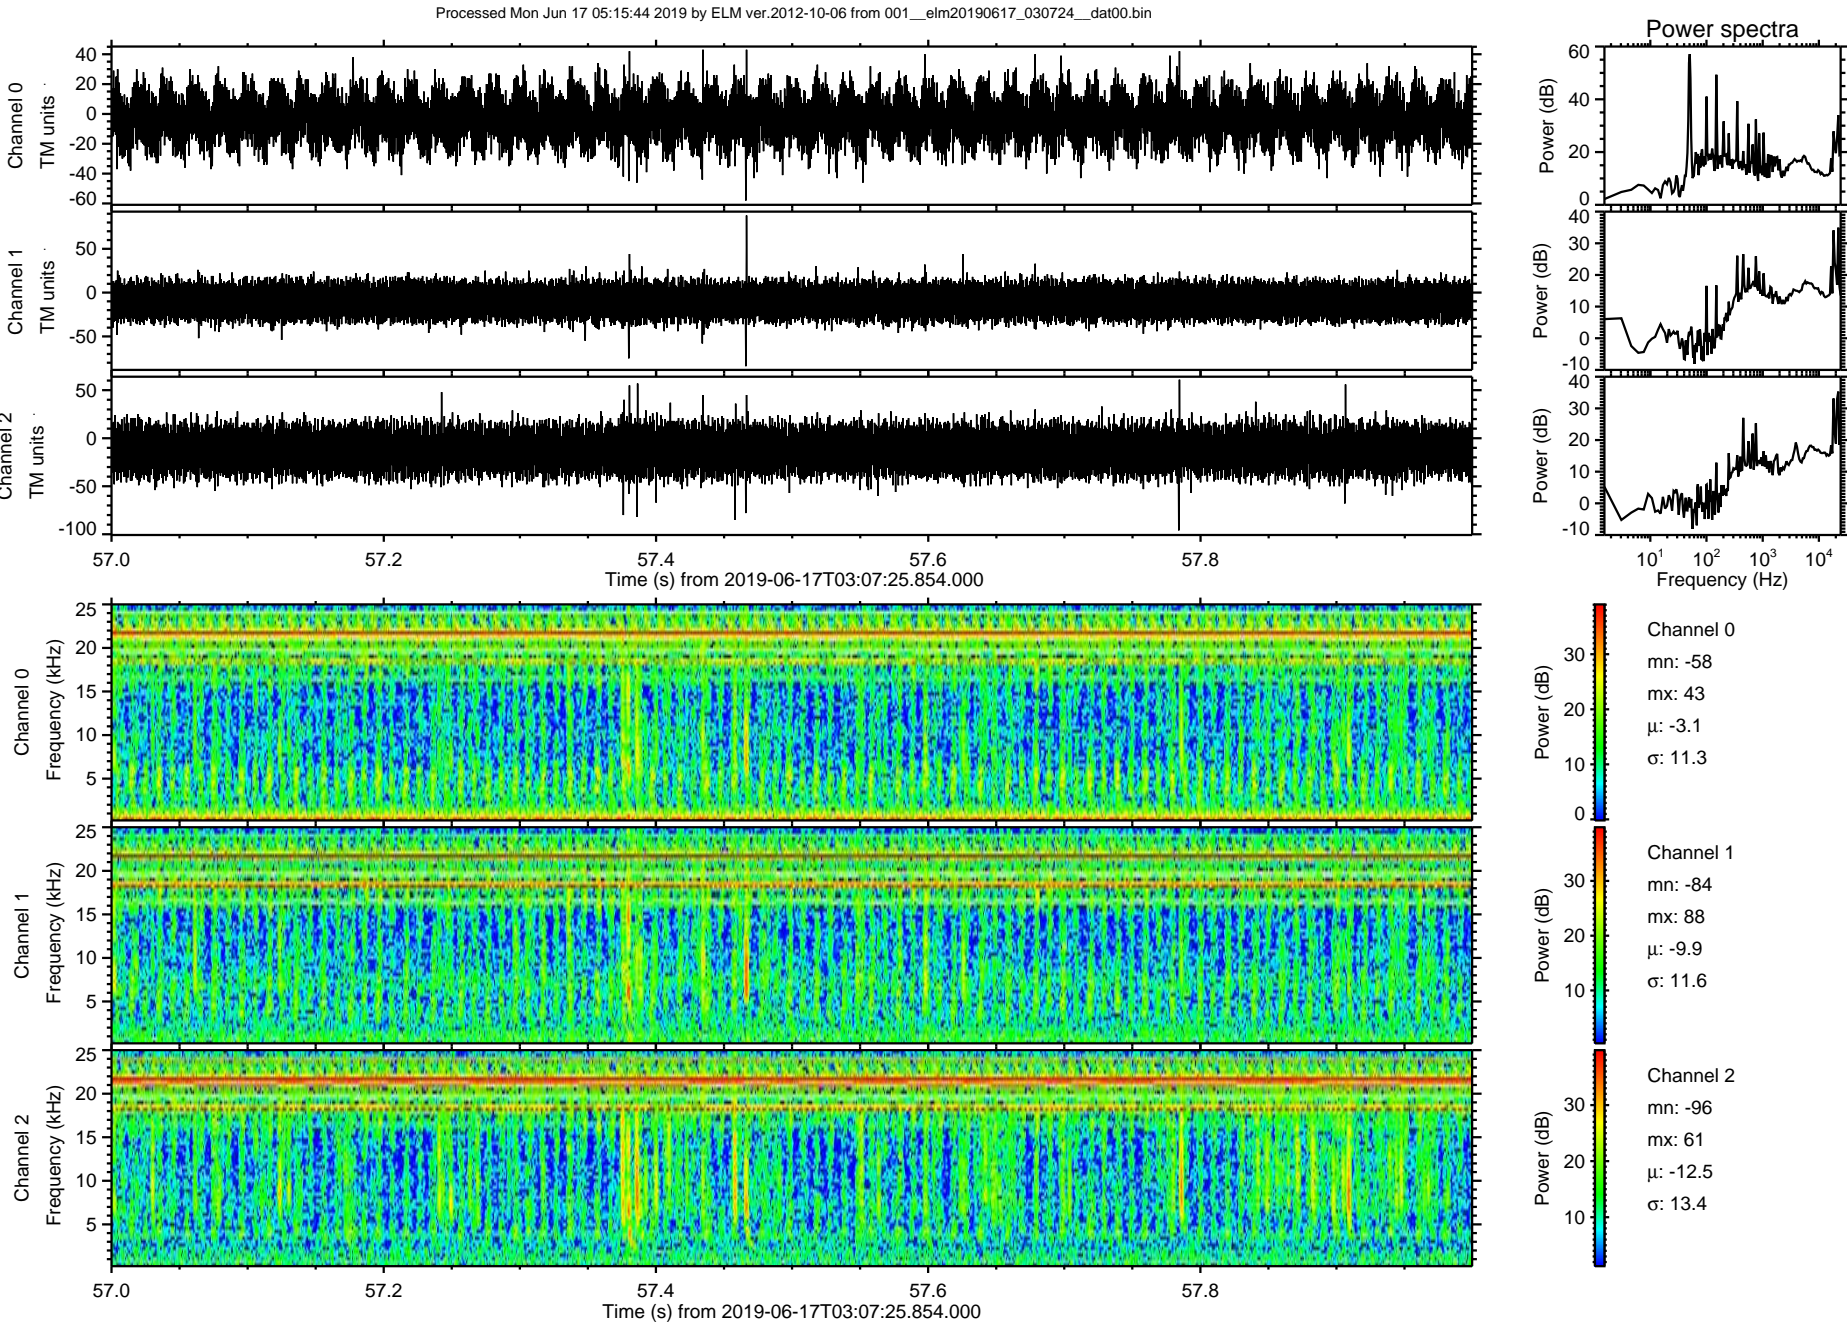 Processed Mon Jun 17 05:15:44 2019 by ELM ver.2012-10-06 from 001__elm20190617_030724__dat00.bin
Power spectra
Channel 0
TM units
40
20
0
-20
-40
-60
Power (dB)
60
40
20
0
Channel 1
TM units
50
0
-50
Power (dB)
40
30
20
10
0
-10
Channel 2
TM units
50
0
-50
-100
Power (dB)
40
30
20
10
0
-10
57.0 57.2 57.4 57.6 57.8
Time (s) from 2019-06-17T03:07:25.854.000
10^1 10^2 10^3 10^4
Frequency (Hz)
Channel 0
Frequency (kHz)
25
20
15
10
5
Power (dB)
30
20
10
0
Channel 0
mn: -58
mx: 43
μ: -3.1
σ: 11.3
Channel 1
Frequency (kHz)
25
20
15
10
5
Power (dB)
30
20
10
Channel 1
mn: -84
mx: 88
μ: -9.9
σ: 11.6
Channel 2
Frequency (kHz)
25
20
15
10
5
Power (dB)
30
20
10
Channel 2
mn: -96
mx: 61
μ: -12.5
σ: 13.4
57.0 57.2 57.4 57.6 57.8
Time (s) from 2019-06-17T03:07:25.854.000